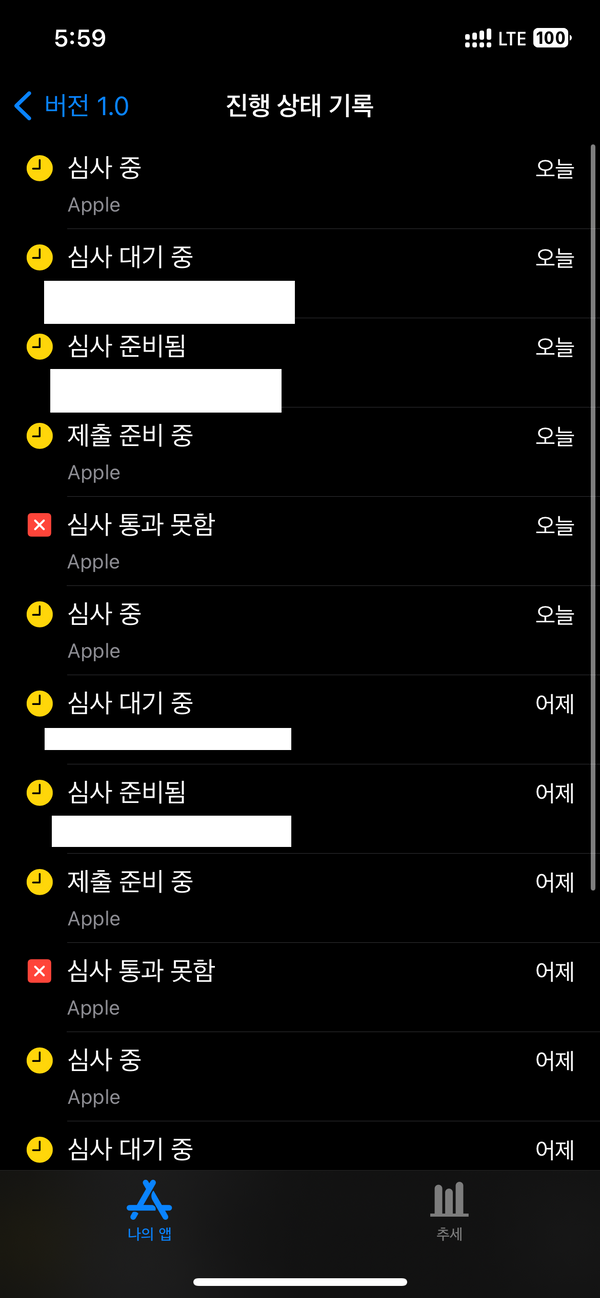 5:59
LTE 100
버전 1.0
진행 상태 기록
심사 중 오늘
Apple
심사 대기 중 오늘
심사 준비됨 오늘
제출 준비 중 오늘
Apple
심사 통과 못함 오늘
Apple
심사 중 오늘
Apple
심사 대기 중 어제
심사 준비됨 어제
제출 준비 중 어제
Apple
심사 통과 못함 어제
Apple
심사 중 어제
Apple
심사 대기 중 어제
나의 앱
추세